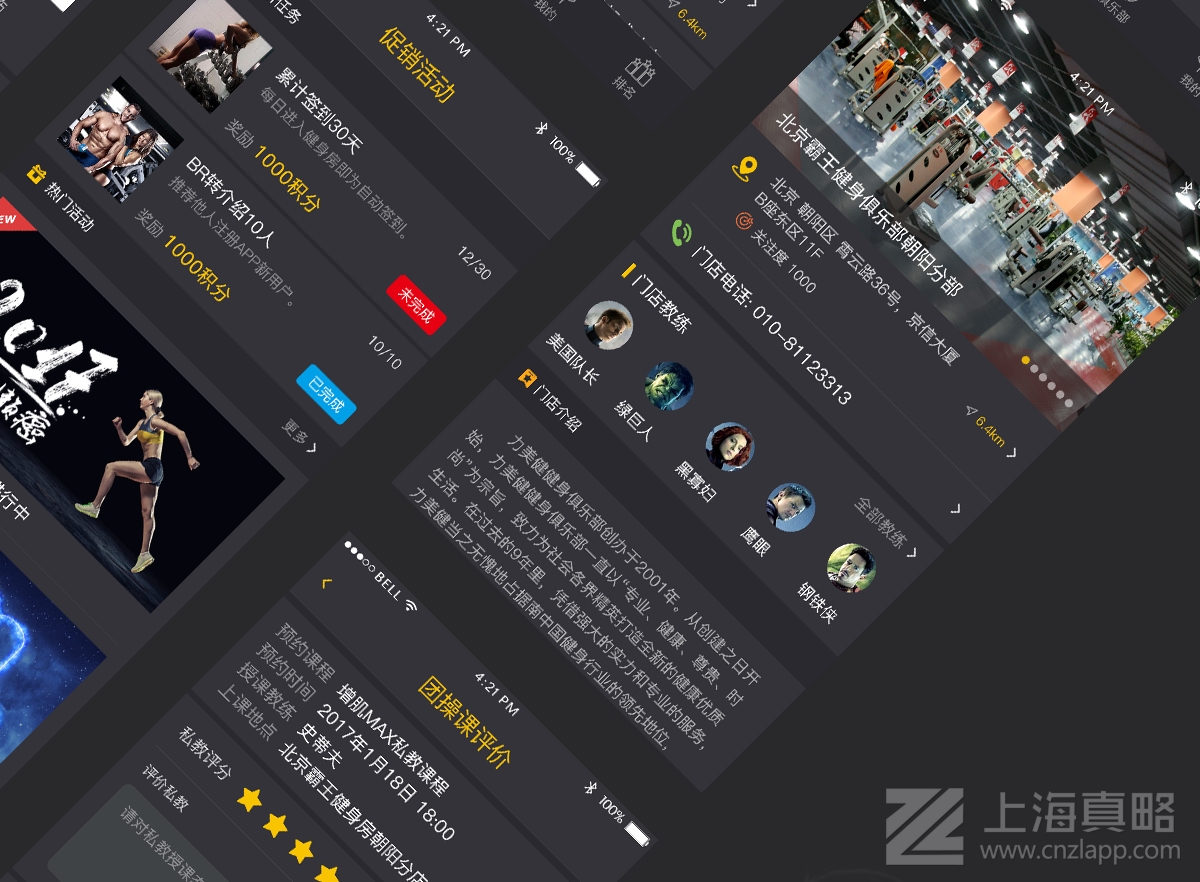 任务
4:21 PM
促销活动
100%
累计签到30天
每日进入健身房即为自动签到。
奖励 1000积分
12/30
未完成
BR转介绍10人
推荐他人注册APP新用户。
奖励 1000积分
10/10
已完成
热门活动
更多
2017
进行中
我的
6.4km
排名
俱乐部
我的
4:21 PM
北京霸王健身俱乐部朝阳分部
北京 朝阳区 霄云路36号，京信大厦
B座东区11F
关注度 1000
6.4km
门店电话: 010-81123313
门店教练
全部教练
美国队长
绿巨人
黑寡妇
鹰眼
钢铁侠
门店介绍
力美健健身俱乐部创办于2001年。从创建之日开
始，力美健健身俱乐部一直以“专业、健康、尊贵、时
尚”为宗旨，致力为社会各界精英打造全新的健康优质
生活。在过去的9年里，凭借强大的实力和专业的服务，
力美健当之无愧地占据南中国健身行业的领先地位，
BELL
4:21 PM
100%
团操课评价
预约课程 增肌MAX私教课程
预约时间 2017年1月18日 18:00
授课教练 史蒂夫
上课地点 北京霸王健身房朝阳分店
私教评分
评价私教
请对私教授课
上海真略
www.cnzlapp.com